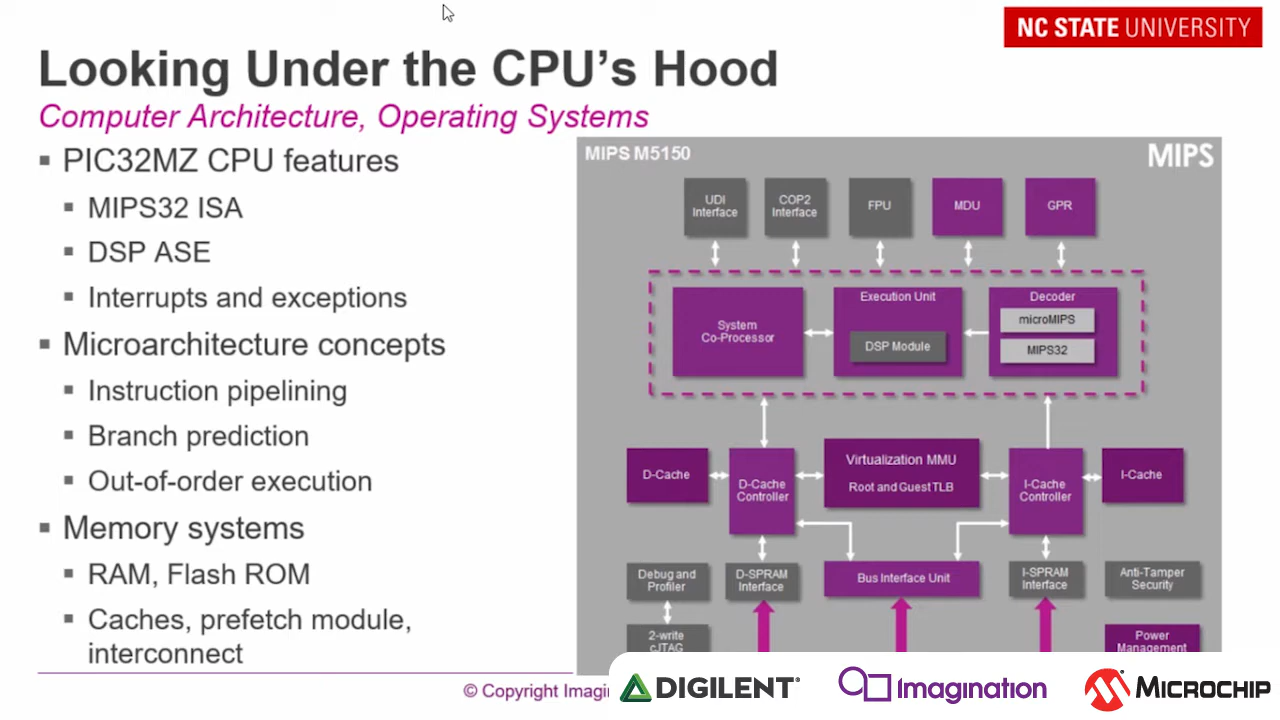 NC STATE UNIVERSITY
Looking Under the CPU's Hood
Computer Architecture, Operating Systems
▪ PIC32MZ CPU features
▪ MIPS32 ISA
▪ DSP ASE
▪ Interrupts and exceptions
▪ Microarchitecture concepts
▪ Instruction pipelining
▪ Branch prediction
▪ Out-of-order execution
▪ Memory systems
▪ RAM, Flash ROM
▪ Caches, prefetch module,
interconnect
MIPS M5150
MIPS
UDI
Interface
COP2
Interface
FPU
MDU
GPR
System
Co-Processor
Execution Unit
DSP Module
Decoder
microMIPS
MIPS32
D-Cache
D-Cache
Controller
Virtualization MMU
Root and Guest TLB
I-Cache
Controller
I-Cache
Debug and
Profiler
D-SPRAM
Interface
Bus Interface Unit
I-SPRAM
Interface
Anti-Tamper
Security
2-write
cJTAG
Power
Management
© Copyright Imagin
DIGILENT
Imagination
MICROCHIP